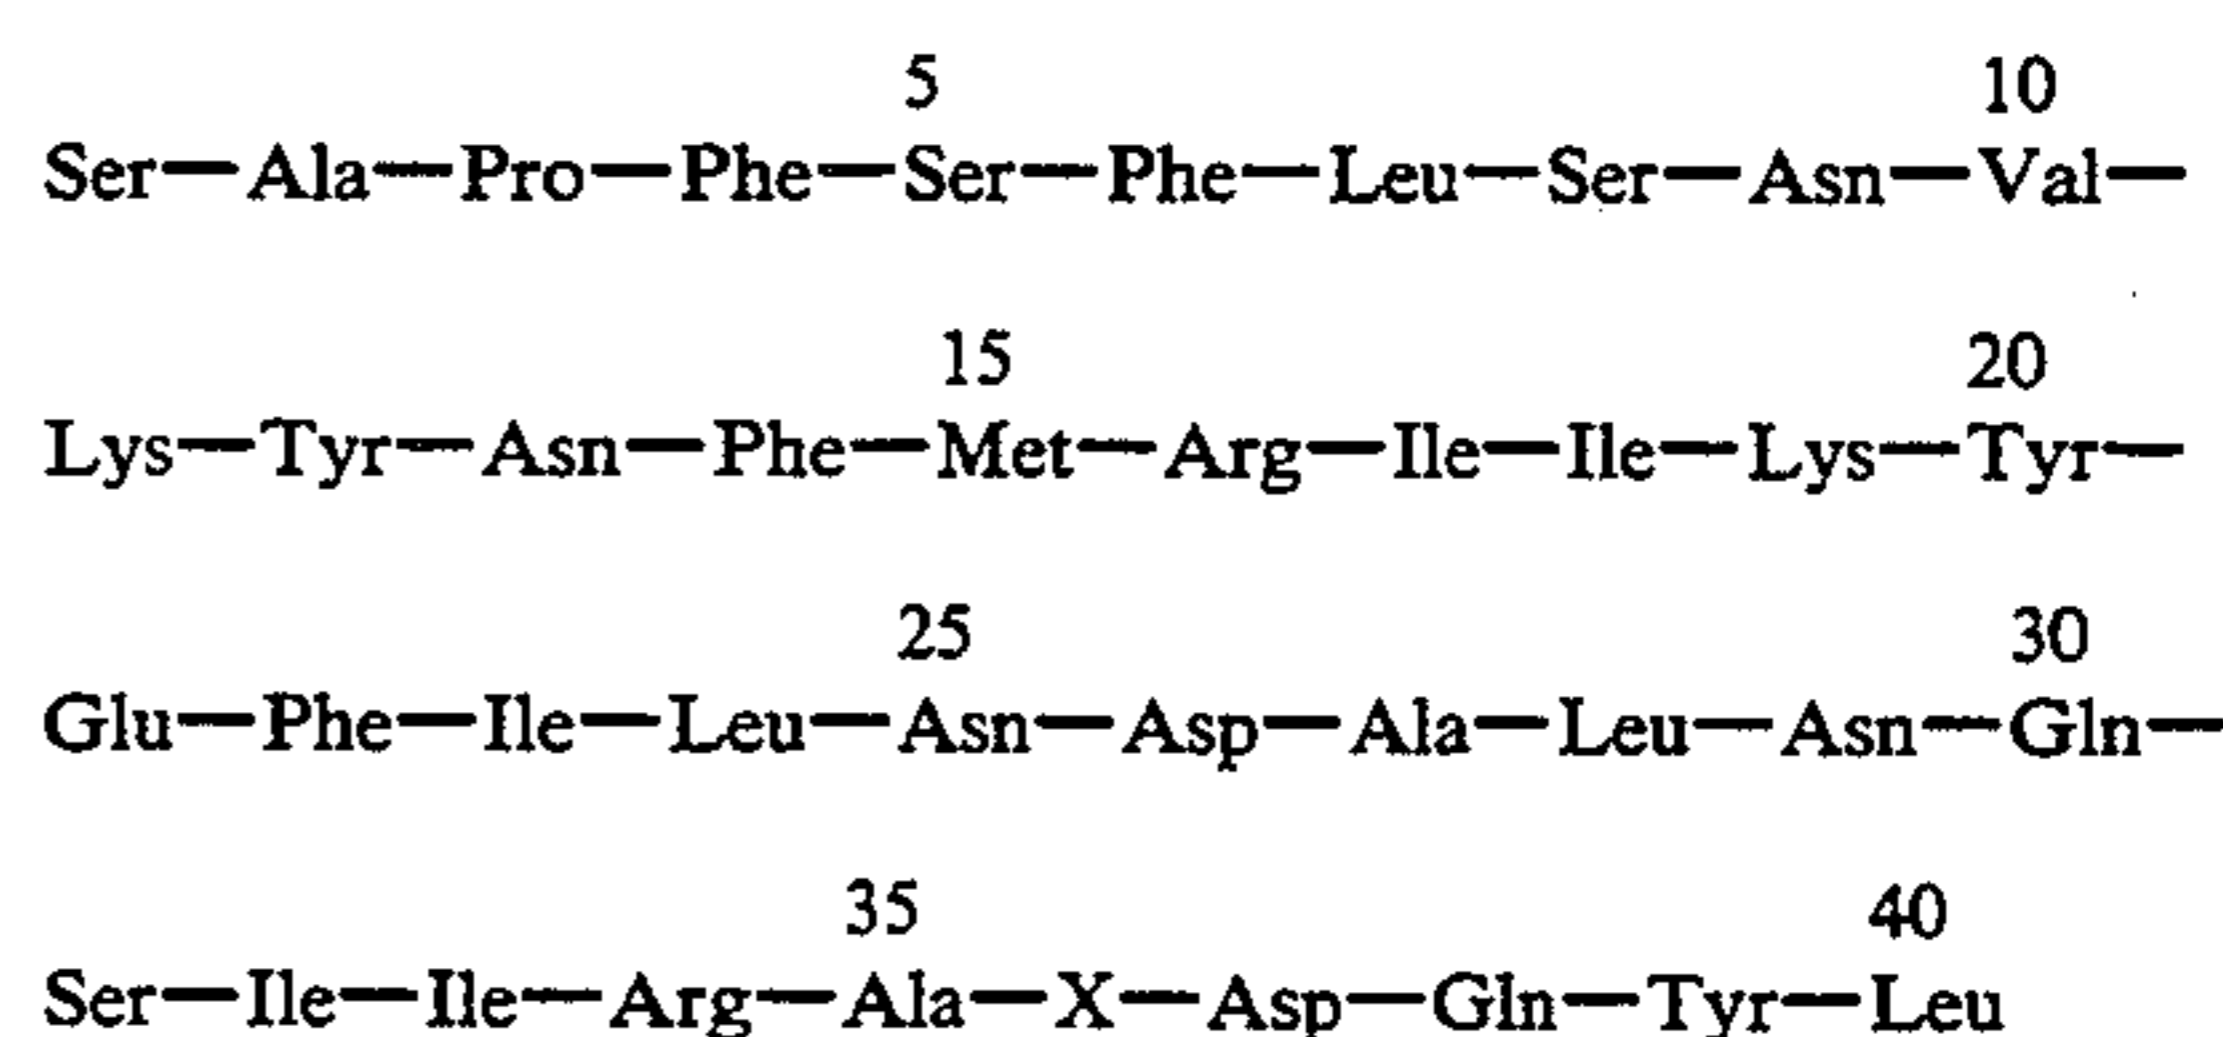 5 10
Ser—Ala—Pro—Phe—Ser—Phe—Leu—Ser—Asn—Val—
15 20
Lys—Tyr—Asn—Phe—Met—Arg—Ile—Ile—Lys—Tyr—
25 30
Glu—Phe—Ile—Leu—Asn—Asp—Ala—Leu—Asn—Gln—
35 40
Ser—Ile—Ile—Arg—Ala—X—Asp—Gln—Tyr—Leu